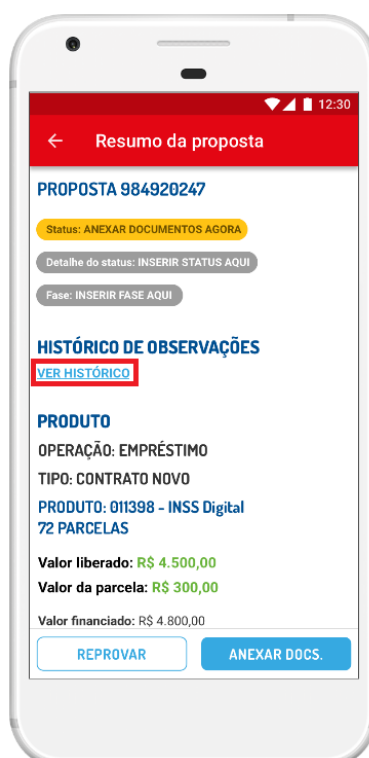 12:30
Resumo da proposta
PROPOSTA 984920247
Status: ANEXAR DOCUMENTOS AGORA
Detalhe do status: INSERIR STATUS AQUI
Fase: INSERIR FASE AQUI
HISTÓRICO DE OBSERVAÇÕES
VER HISTÓRICO
PRODUTO
OPERAÇÃO: EMPRÉSTIMO
TIPO: CONTRATO NOVO
PRODUTO: 011398 - INSS Digital
72 PARCELAS
Valor liberado: R$ 4.500,00
Valor da parcela: R$ 300,00
Valor financiado: R$ 4.800,00
REPROVAR
ANEXAR DOCS.